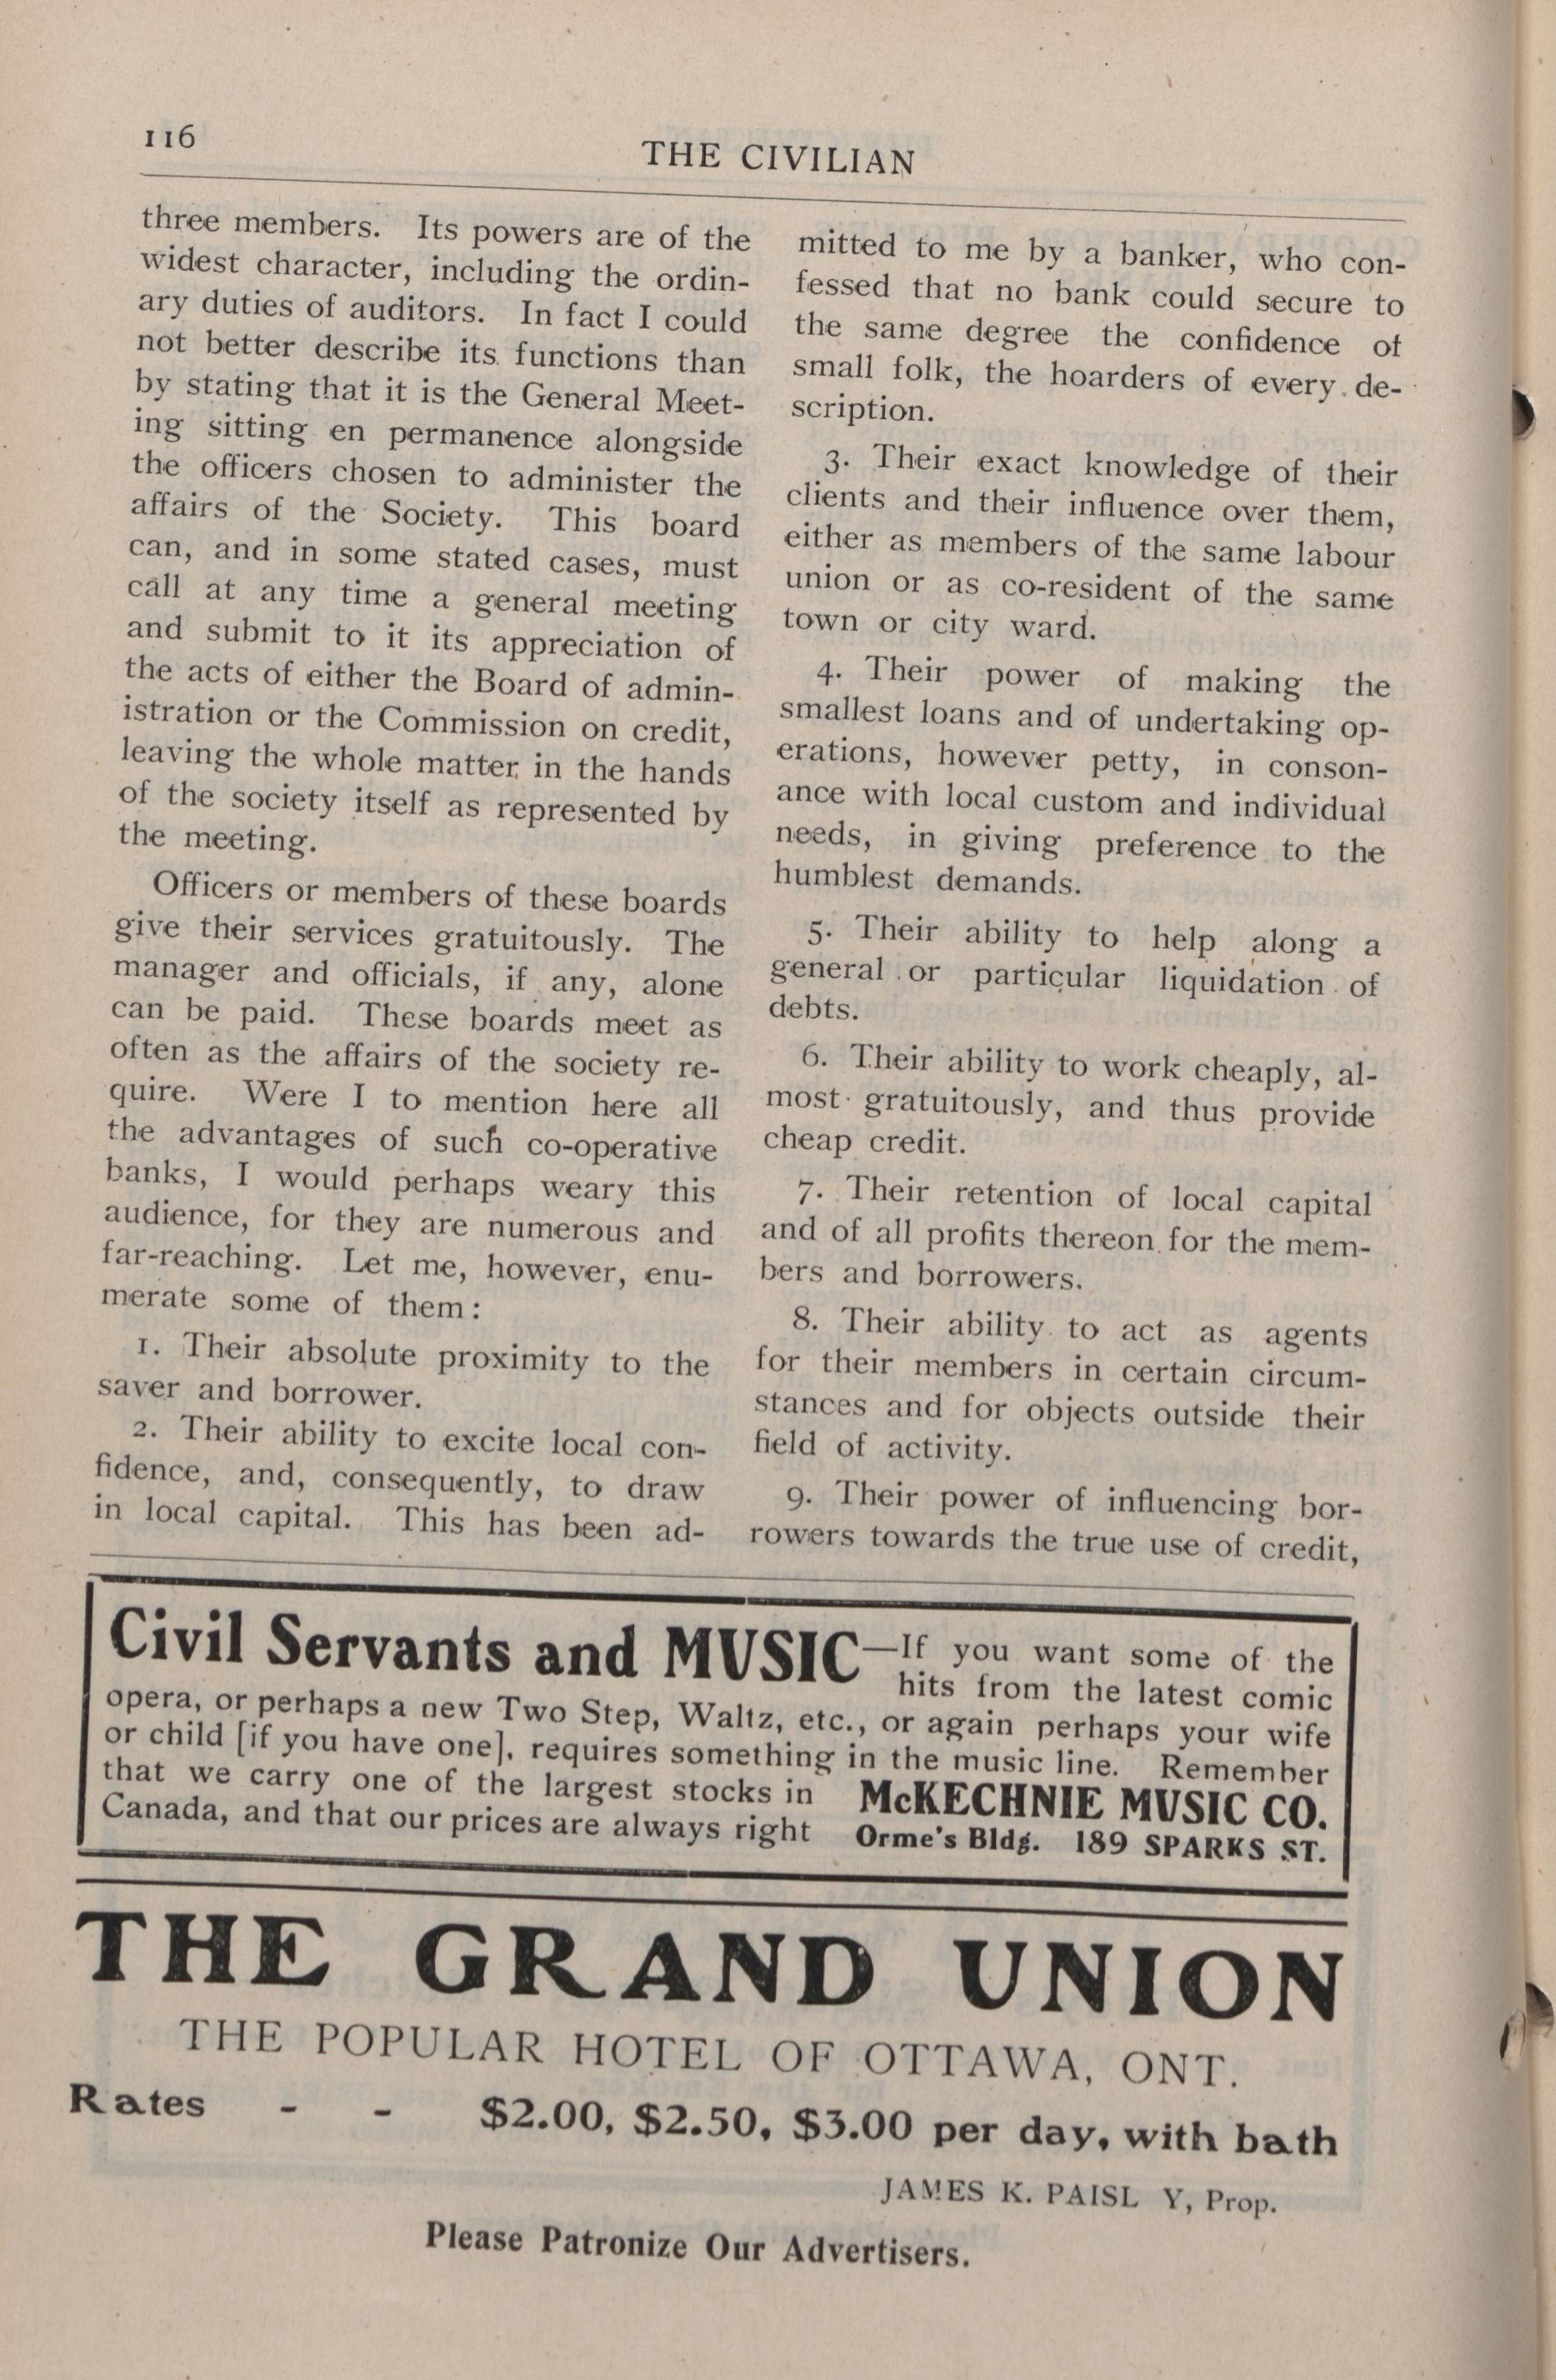 116
THE CIVILIAN
three members. Its powers are of the
widest character, including the ordin-
ary duties of auditors. In fact I could
not better describe its functions than
by stating that it is the General Meet-
ing sitting en permanence alongside
the officers chosen to administer the
affairs of the Society. This board
can, and in some stated cases, must
call at any time a general meeting
and submit to it its appreciation of
the acts of either the Board of admin-
istration or the Commission on credit,
leaving the whole matter in the hands
of the society itself as represented by
the meeting.
Officers or members of these boards
give their services gratuitously. The
manager and officials, if any, alone
can be paid. These boards meet as
often as the affairs of the society re-
quire. Were I to mention here all
the advantages of such co-operative
banks, I would perhaps weary this
audience, for they are numerous and
far-reaching. Let me, however, enu-
merate some of them:
1. Their absolute proximity to the
saver and borrower.
2. Their ability to excite local con-
fidence, and, consequently, to draw
in local capital. This has been ad-
mitted to me by a banker, who con-
fessed that no bank could secure to
the same degree the confidence of
small folk, the hoarders of every de-
scription.
3. Their exact knowledge of their
clients and their influence over them,
either as members of the same labour
union or as co-resident of the same
town or city ward.
4. Their power of making the
smallest loans and of undertaking op-
erations, however petty, in conson-
ance with local custom and individual
needs, in giving preference to the
humblest demands.
5. Their ability to help along a
general or particular liquidation of
debts.
6. Their ability to work cheaply, al-
most gratuitously, and thus provide
cheap credit.
7. Their retention of local capital
and of all profits thereon for the mem-
bers and borrowers.
8. Their ability to act as agents
for their members in certain circum-
stances and for objects outside their
field of activity.
9. Their power of influencing bor-
rowers towards the true use of credit,
Civil Servants and MUSIC—If you want some of the
hits from the latest comic
opera, or perhaps a new Two Step, Waltz, etc., or again perhaps your wife
or child [if you have one], requires something in the music line. Remember
that we carry one of the largest stocks in
Canada, and that our prices are always right
McKECHNIE MUSIC CO.
Orme's Bldg. 189 SPARKS ST.
THE GRAND UNION
THE POPULAR HOTEL OF OTTAWA, ONT.
Rates - - $2.00, $2.50, $3.00 per day, with bath
JAMES K. PAISL Y, Prop.
Please Patronize Our Advertisers.